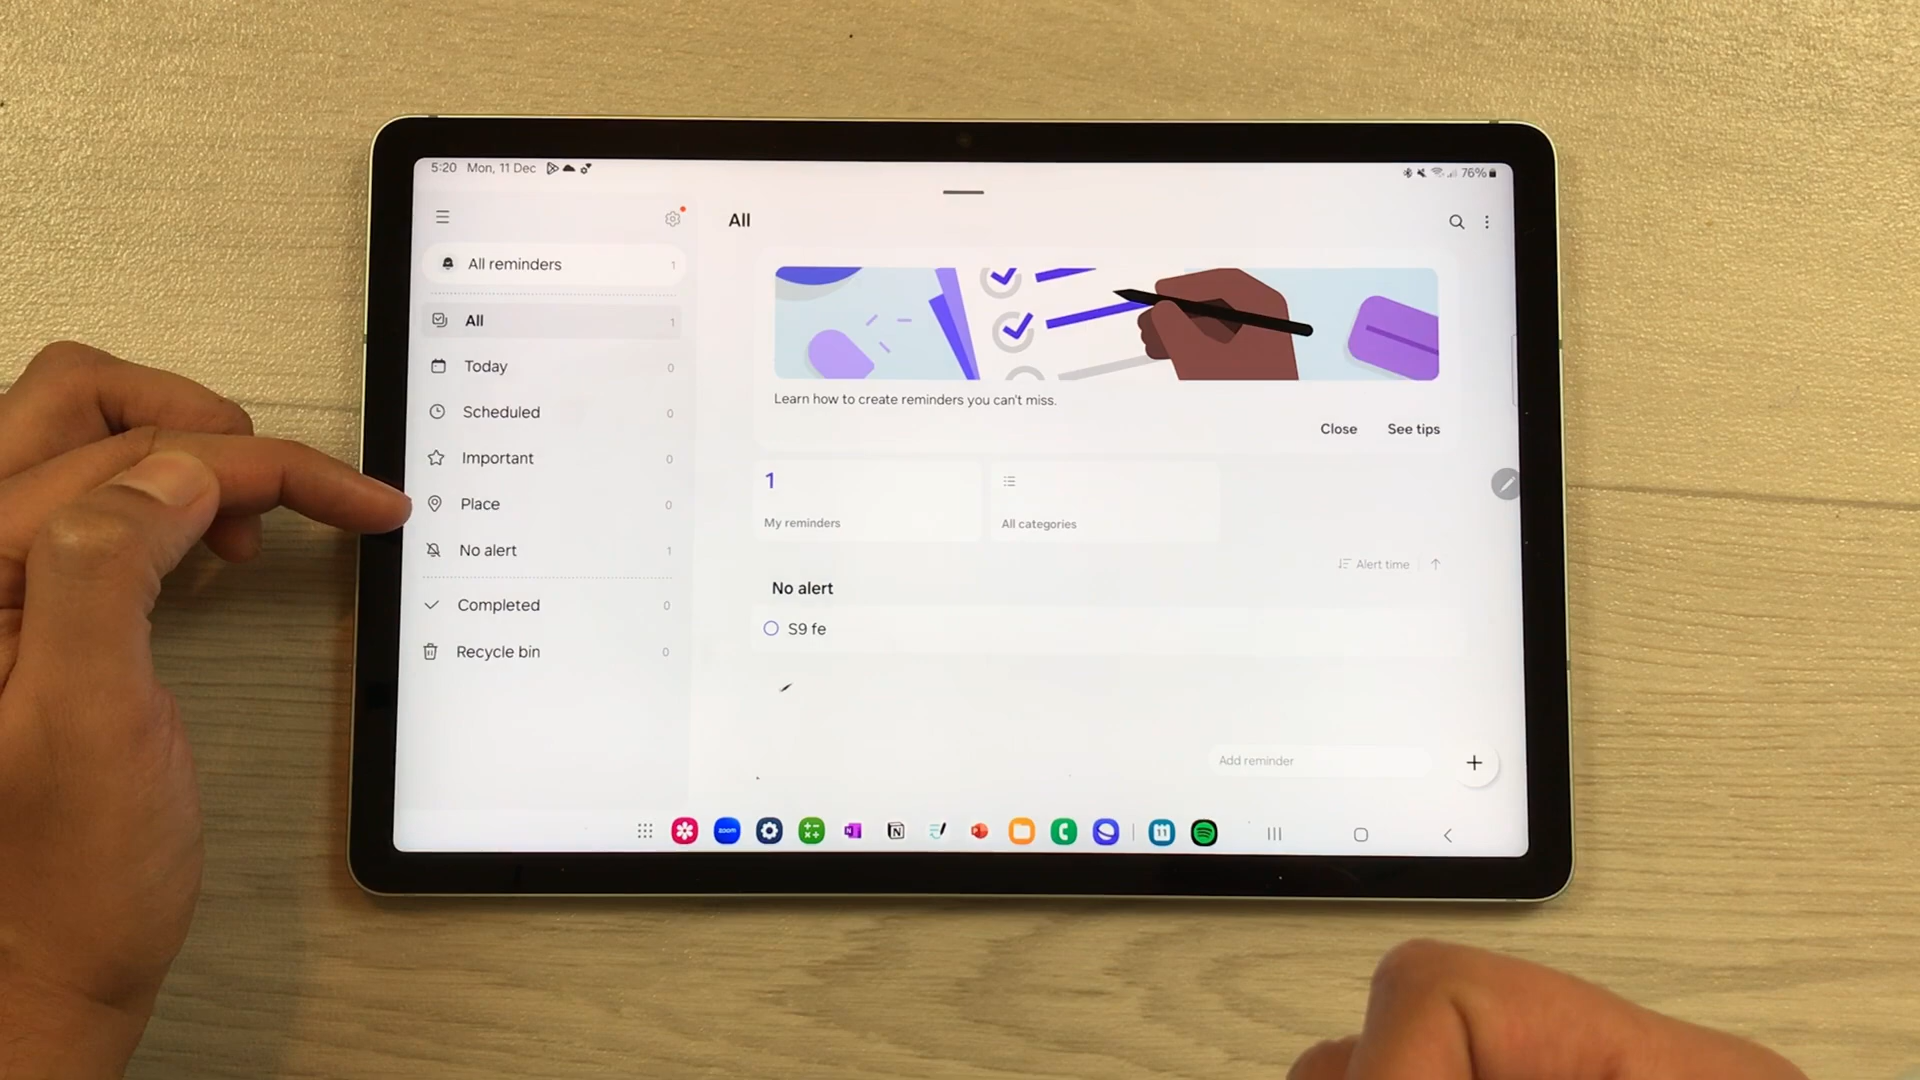 5:20 Mon, 11 Dec
76%
All reminders 1
All 1
Today 0
Scheduled 0
Important 0
Place 0
No alert 1
Completed 0
Recycle bin 0
All
Learn how to create reminders you can't miss.
Close See tips
1
My reminders
All categories
Alert time
No alert
S9 fe
Add reminder
zoom
N
N
11